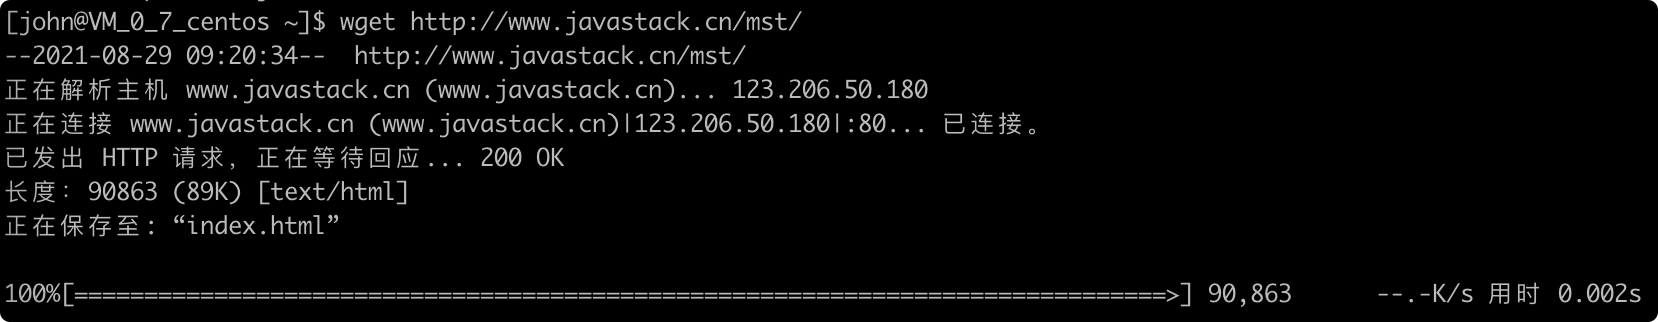 [john@VM_0_7_centos ~]$ wget http://www.javastack.cn/mst/
--2021-08-29 09:20:34--  http://www.javastack.cn/mst/
正在解析主机 www.javastack.cn (www.javastack.cn)... 123.206.50.180
正在连接 www.javastack.cn (www.javastack.cn)|123.206.50.180|:80... 已连接。
已发出 HTTP 请求，正在等待回应... 200 OK
长度：90863 (89K) [text/html]
正在保存至: “index.html”
100%[==============================================================================>] 90,863      --.-K/s 用时 0.002s